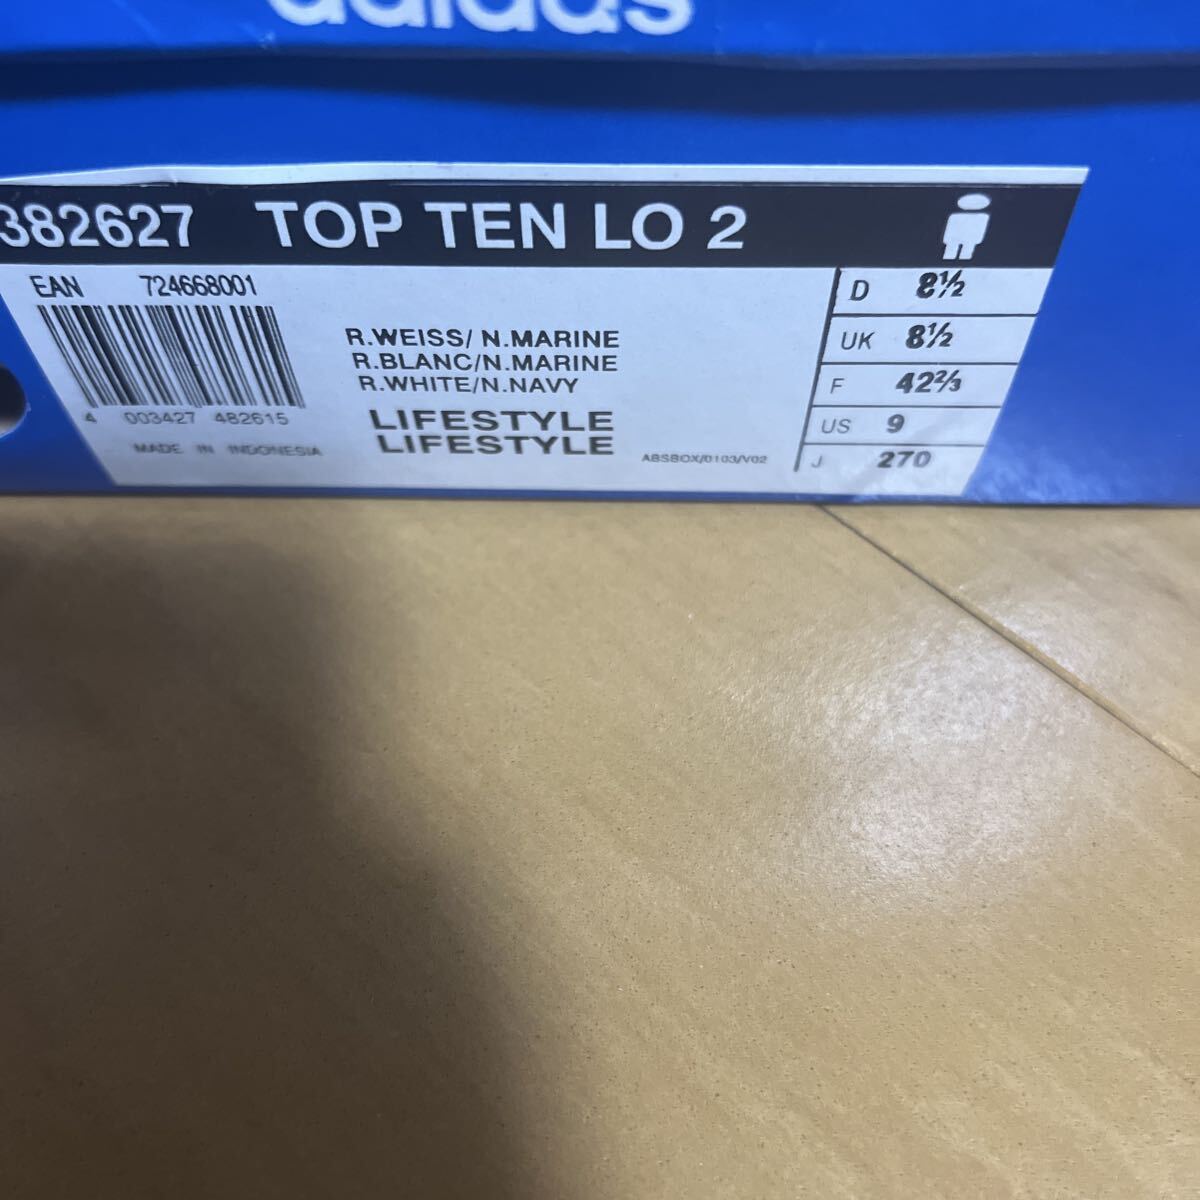 adidas
382627 TOP TEN LO 2
EAN 724668001
4 003427 482615
MADE IN INDONESIA
R.WEISS/ N.MARINE
R.BLANC/N.MARINE
R.WHITE/N.NAVY
LIFESTYLE
LIFESTYLE
ABSBOX/0103/V02
D 8½
UK 8½
F 42⅔
US 9
J 270